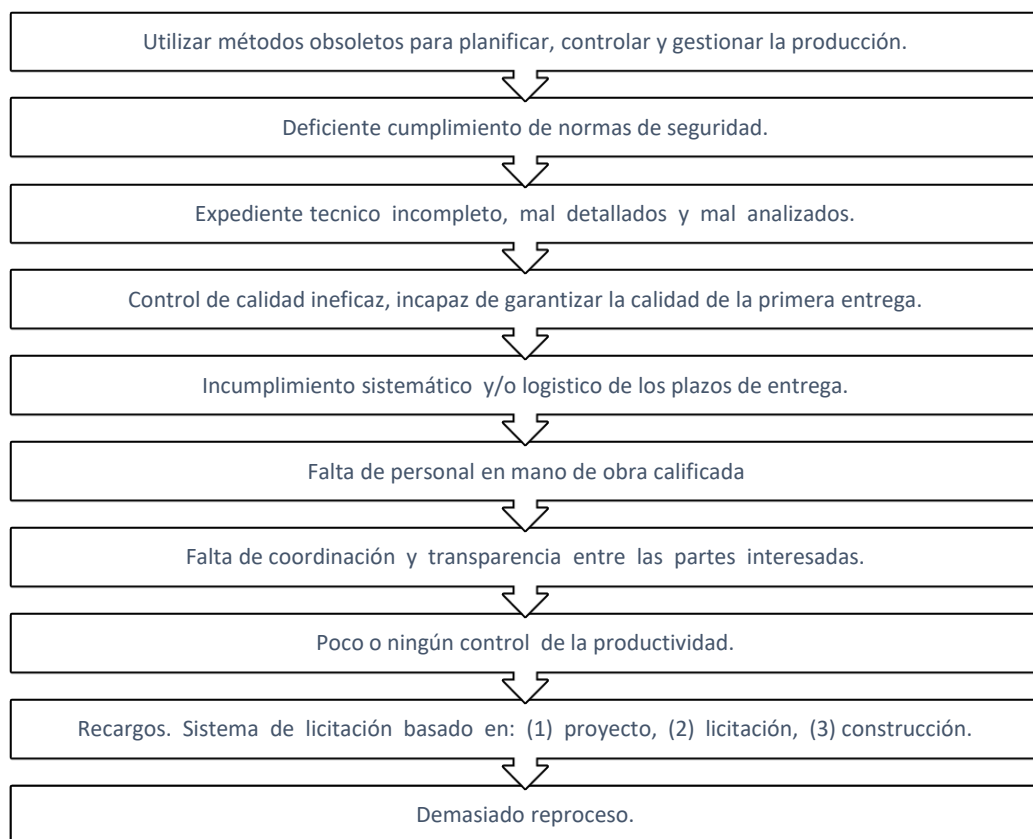 Utilizar métodos obsoletos para planificar, controlar y gestionar la producción.
Deficiente cumplimiento de normas de seguridad.
Expediente tecnico incompleto, mal detallados y mal analizados.
Control de calidad ineficaz, incapaz de garantizar la calidad de la primera entrega.
Incumplimiento sistemático y/o logistico de los plazos de entrega.
Falta de personal en mano de obra calificada
Falta de coordinación y transparencia entre las partes interesadas.
Poco o ningún control de la productividad.
Recargos. Sistema de licitación basado en: (1) proyecto, (2) licitación, (3) construcción.
Demasiado reproceso.